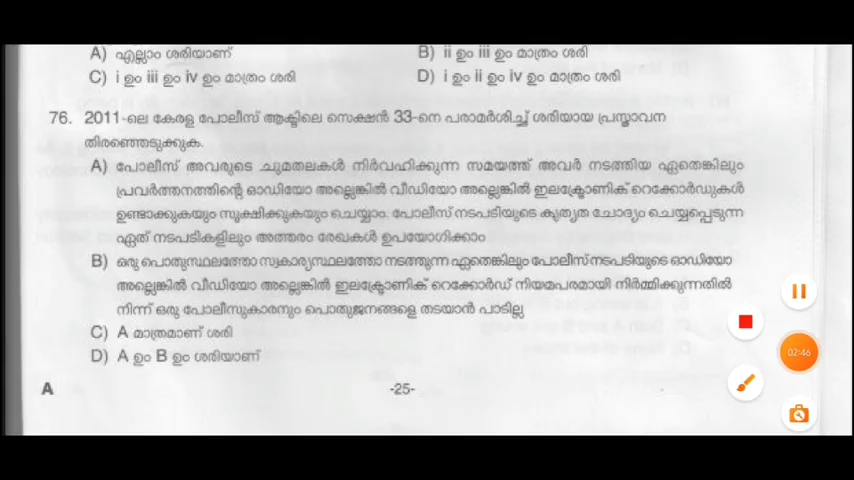 A) എല്ലാം ശരിയാണ് B) ii ഉം iii ഉം മാത്രം ശരി
C) i ഉം iii ഉം iv ഉം മാത്രം ശരി D) i ഉം ii ഉം iv ഉം മാത്രം ശരി
76. 2011-ലെ കേരള പോലീസ് ആക്ടിലെ സെക്ഷൻ 33-നെ പരാമർശിച്ച് ശരിയായ പ്രസ്താവന
തിരഞ്ഞെടുക്കുക.
A) പോലീസ് അവരുടെ ചുമതലകൾ നിർവഹിക്കുന്ന സമയത്ത് അവർ നടത്തിയ ഏതെങ്കിലും
പ്രവർത്തനത്തിന്റെ ഓഡിയോ അല്ലെങ്കിൽ വീഡിയോ അല്ലെങ്കിൽ ഇലക്ട്രോണിക് റെക്കോർഡുകൾ
ഉണ്ടാക്കുകയും സൂക്ഷിക്കുകയും ചെയ്യാം. പോലീസ് നടപടിയുടെ കൃത്യത ചോദ്യം ചെയ്യപ്പെടുന്ന
ഏത് നടപടികളിലും അത്തരം രേഖകൾ ഉപയോഗിക്കാം
B) ഒരു പൊതുസ്ഥലത്തോ സ്വകാര്യസ്ഥലത്തോ നടത്തുന്ന ഏതെങ്കിലും പോലീസ് നടപടിയുടെ ഓഡിയോ
അല്ലെങ്കിൽ വീഡിയോ അല്ലെങ്കിൽ ഇലക്ട്രോണിക് റെക്കോർഡ് നിയമപരമായി നിർമ്മിക്കുന്നതിൽ
നിന്ന് ഒരു പോലീസുകാരനും പൊതുജനങ്ങളെ തടയാൻ പാടില്ല
C) A മാത്രമാണ് ശരി
D) A ഉം B ഉം ശരിയാണ്
A -25-
02:46